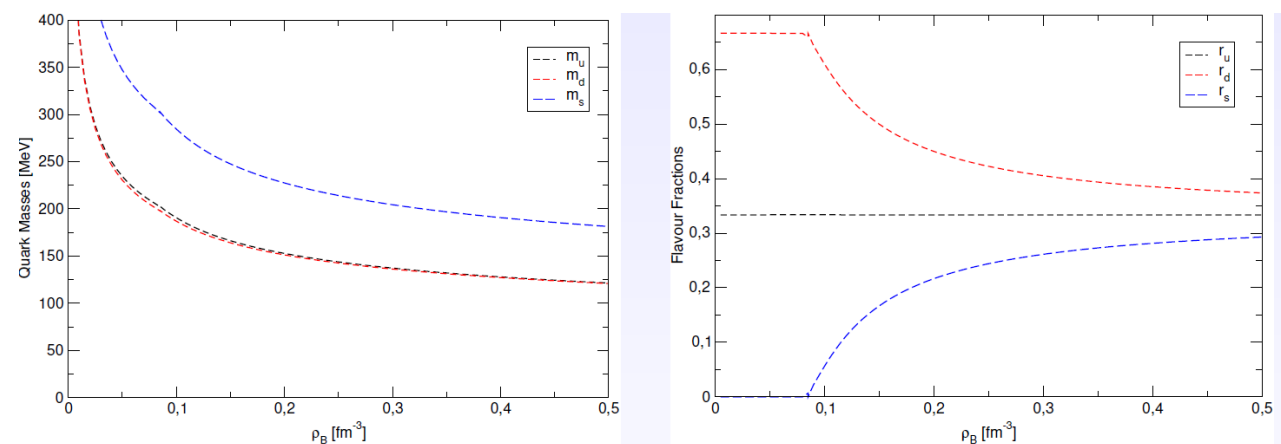 400
350
300
250
200
150
100
50
0
Quark Masses [MeV]
m_u
m_d
m_s
0 0,1 0,2 0,3 0,4 0,5
ρ_B [fm⁻³]
0,6
0,5
0,4
0,3
0,2
0,1
0
Flavour Fractions
r_u
r_d
r_s
0 0,1 0,2 0,3 0,4 0,5
ρ_B [fm⁻³]